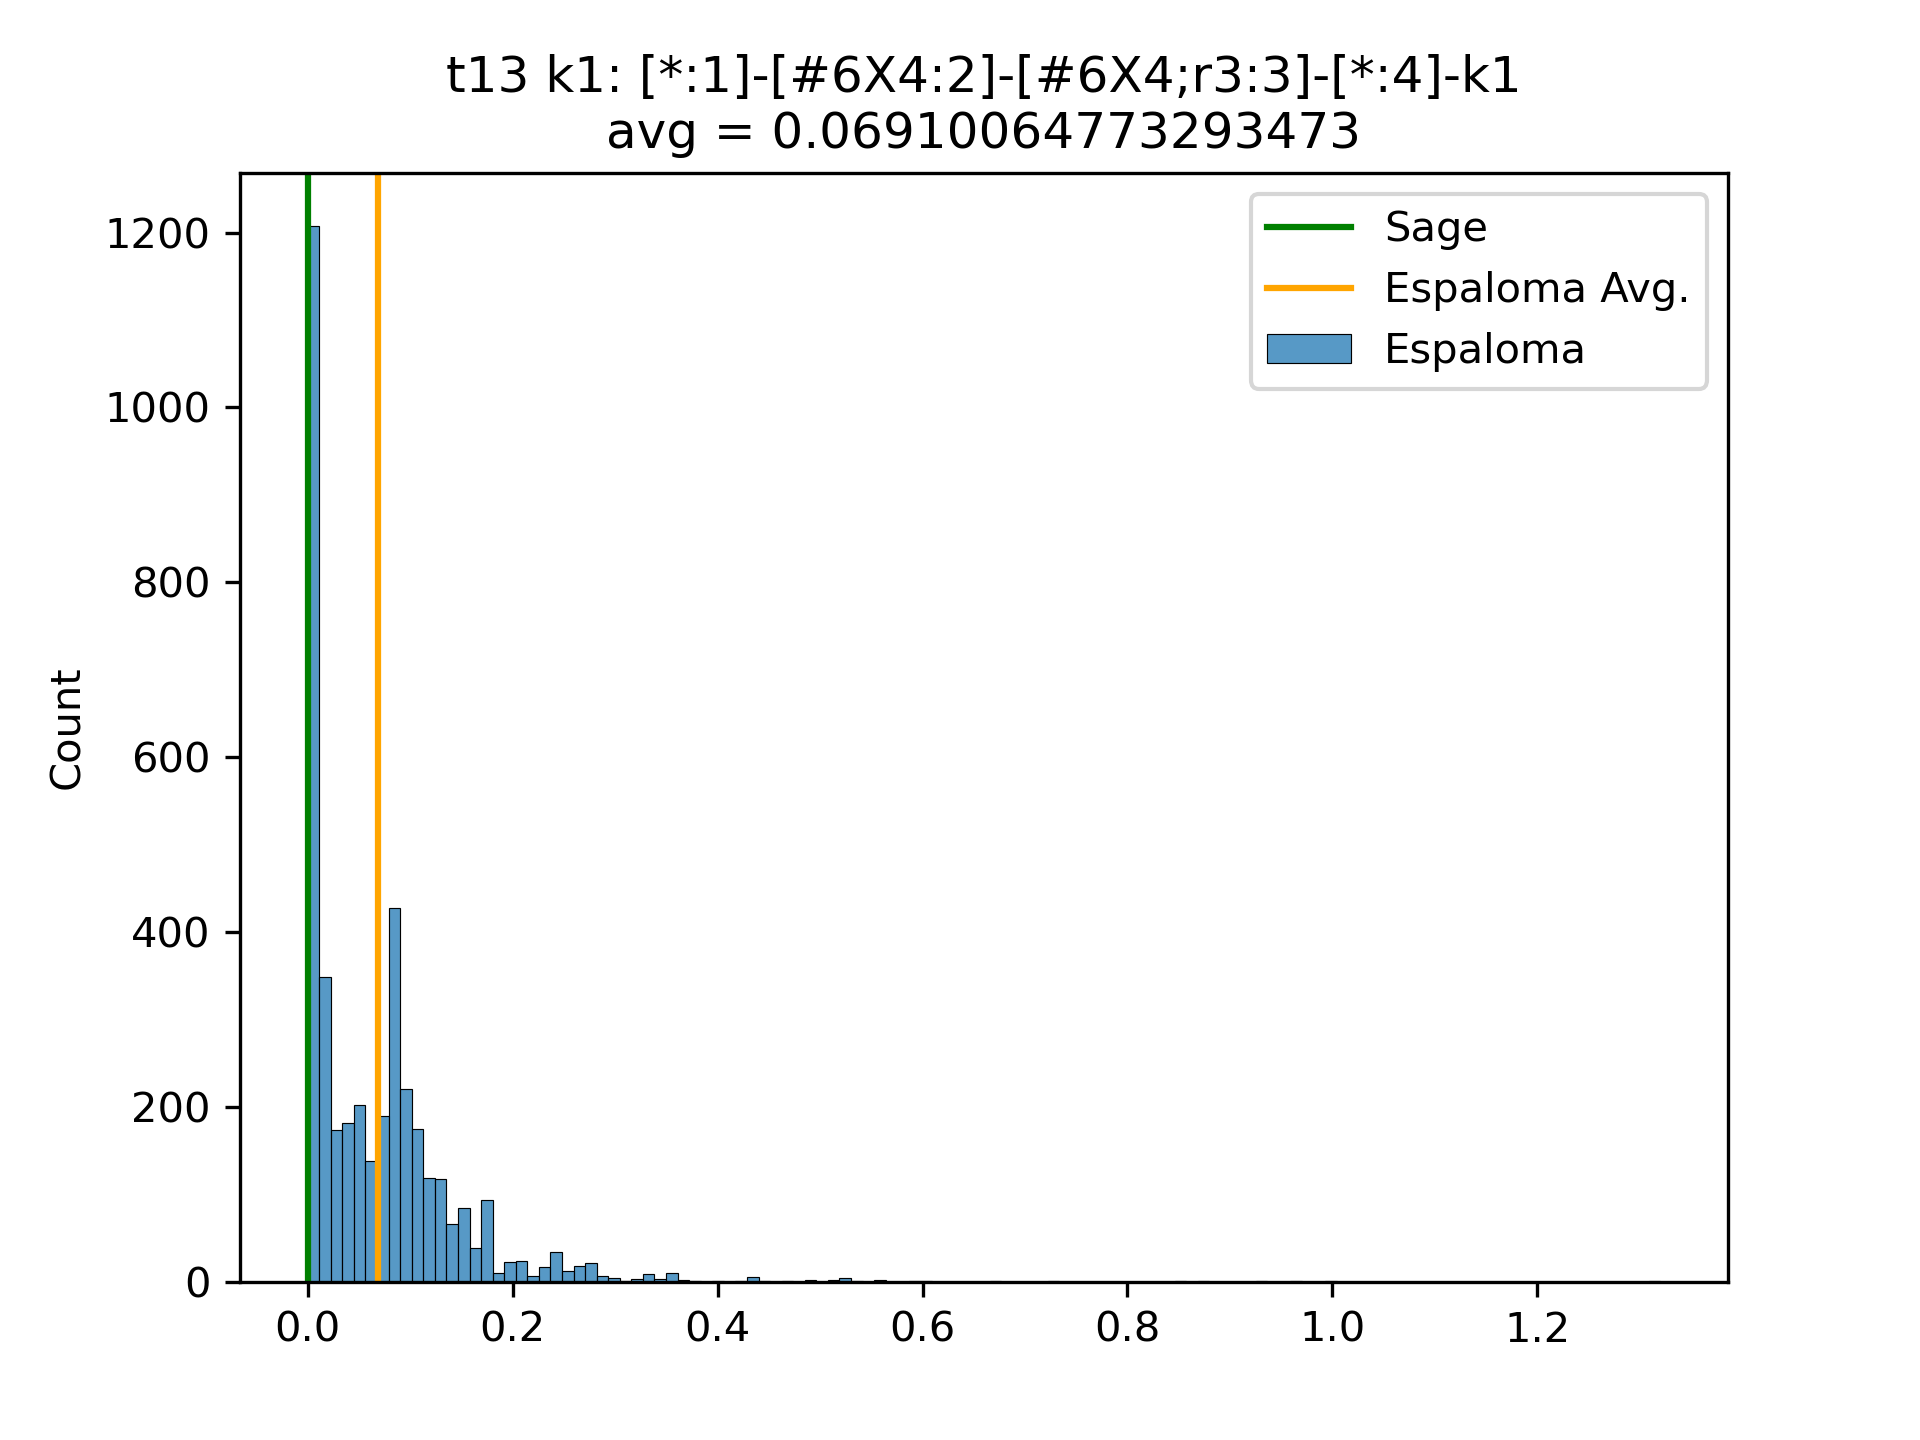 t13 k1: [*:1]-[#6X4:2]-[#6X4;r3:3]-[*:4]-k1
avg = 0.06910064773293473
Sage
Espaloma Avg.
Espaloma
Count
1200
1000
800
600
400
200
0
0.0 0.2 0.4 0.6 0.8 1.0 1.2